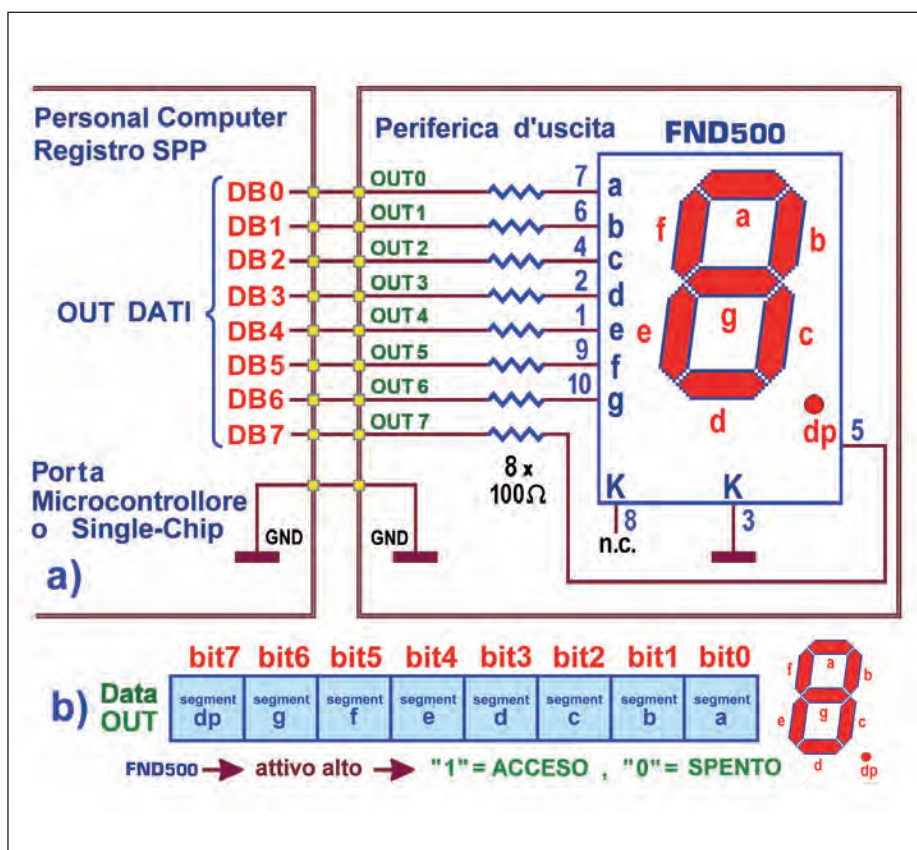 Personal Computer
Registro SPP
Periferica d'uscita
FND500
OUT DATI
DB0 OUT0 7 a
DB1 OUT1 6 b
DB2 OUT2 4 c
DB3 OUT3 2 d
DB4 OUT4 1 e
DB5 OUT5 9 f
DB6 OUT6 10 g
DB7 OUT7
a
f b
g
e c
d
dp 5
8 x
100Ω
K K
8 3
n.c.
Porta
Microcontrollore
o Single-Chip
GND GND
a)
bit7 bit6 bit5 bit4 bit3 bit2 bit1 bit0
b) Data
OUT
segment segment segment segment segment segment segment segment
dp g f e d c b a
FND500 attivo alto "1"= ACCESO , "0"= SPENTO
a
f b
g
e c
d
dp